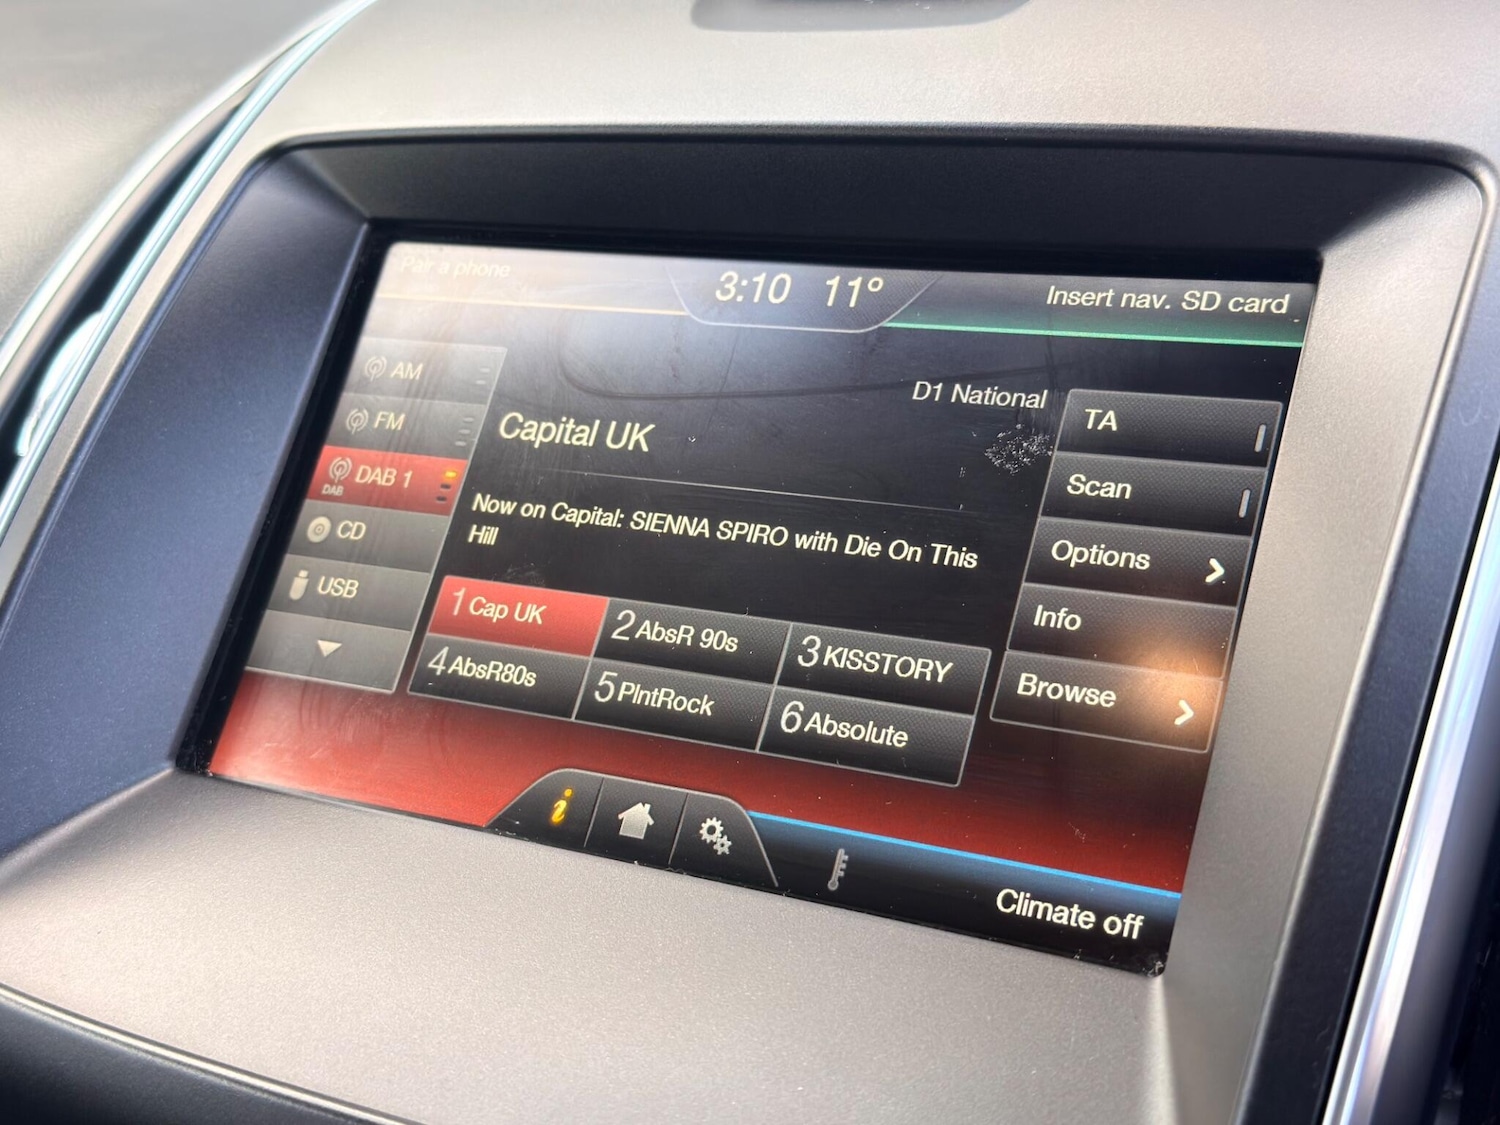 Pair a phone
3:10 11°
Insert nav. SD card
AM
FM
DAB 1
DAB
CD
USB
D1 National
Capital UK
Now on Capital: SIENNA SPIRO with Die On This
Hill
1 Cap UK
2 AbsR 90s
3 KISSTORY
4 AbsR80s
5 PlntRock
6 Absolute
TA
Scan
Options
Info
Browse
i
Climate off